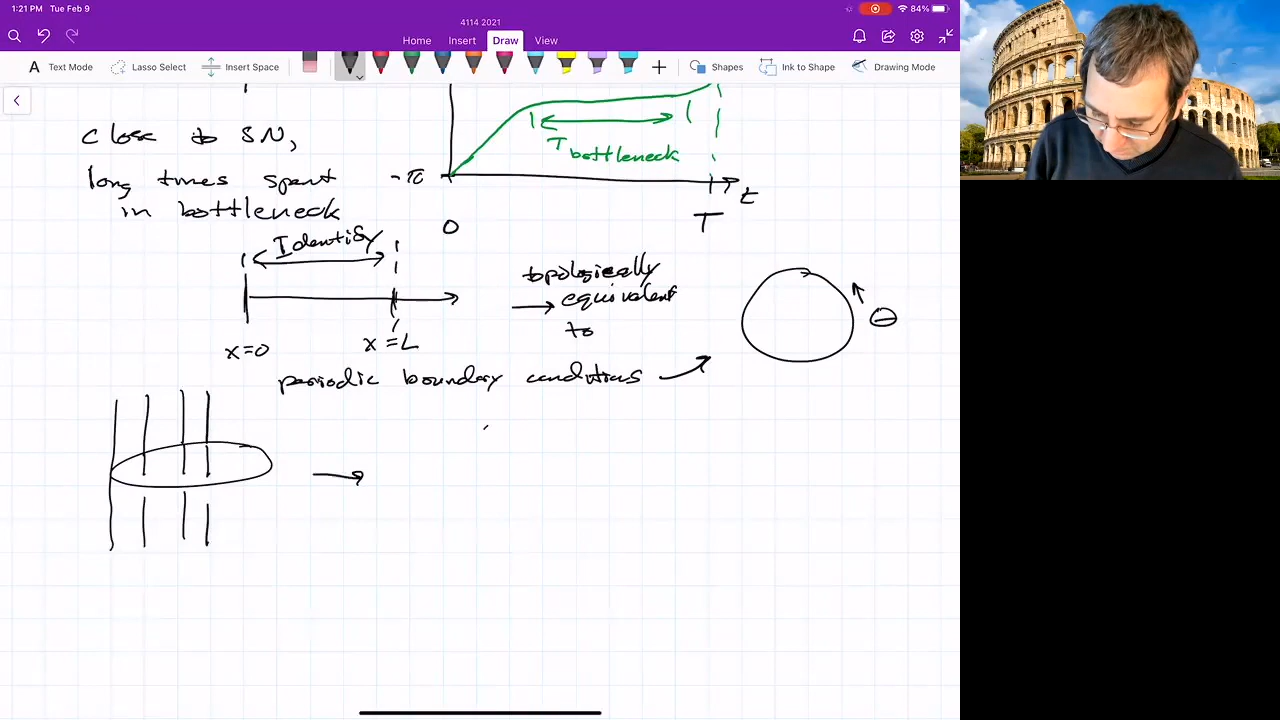 1:21 PM Tue Feb 9
84%
4114 2021
Home Insert Draw View
Text Mode Lasso Select Insert Space Shapes Ink to Shape Drawing Mode
close to SN,
long times spent
in bottleneck
T bottleneck
-π
t
0
T
Identify
x=0
x=L
topologically
equivalent
to
θ
periodic boundary conditions